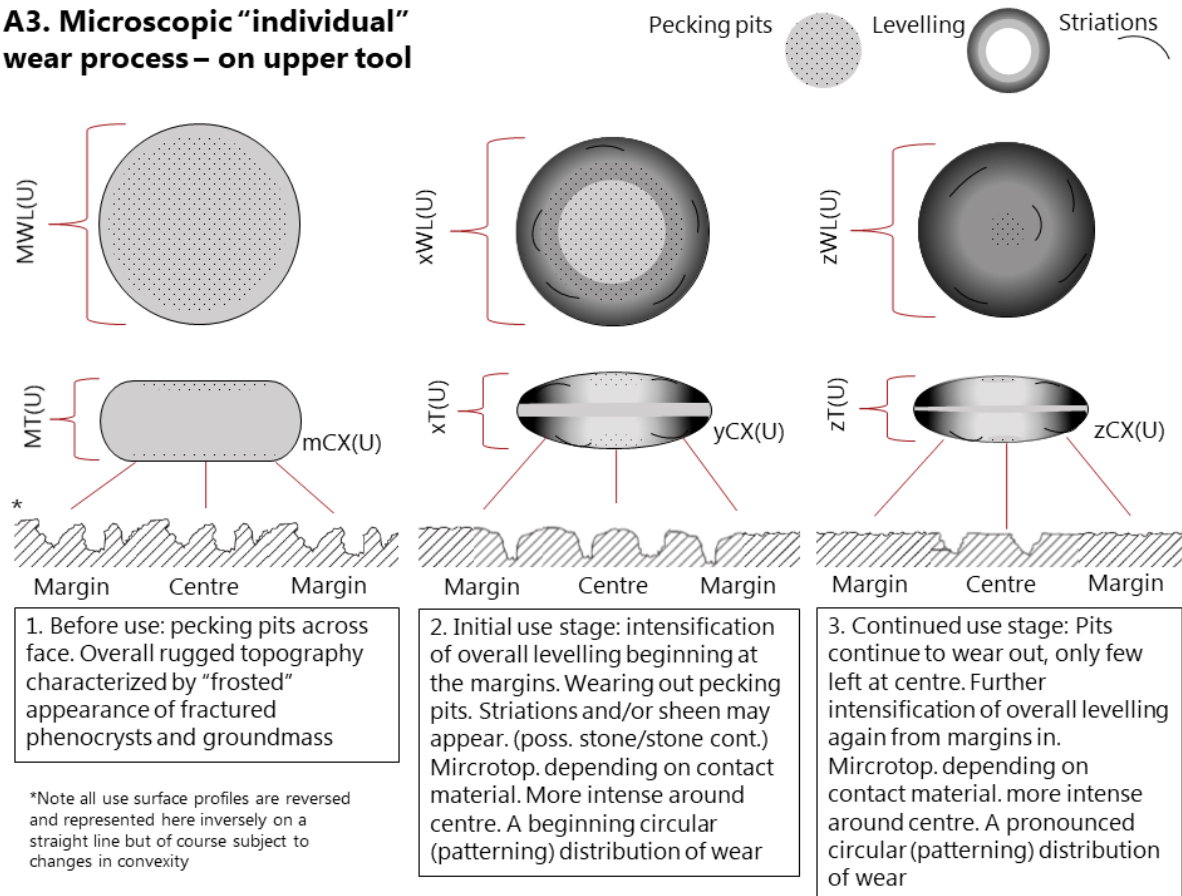 A3. Microscopic “individual”
wear process – on upper tool
Pecking pits
Levelling
Striations
MWL(U)
xWL(U)
zWL(U)
MT(U)
mCX(U)
xT(U)
yCX(U)
zT(U)
zCX(U)
*
Margin Centre Margin
Margin Centre Margin
Margin Centre Margin
1. Before use: pecking pits across
face. Overall rugged topography
characterized by “frosted”
appearance of fractured
phenocrysts and groundmass
2. Initial use stage: intensification
of overall levelling beginning at
the margins. Wearing out pecking
pits. Striations and/or sheen may
appear. (poss. stone/stone cont.)
Mircrotop. depending on contact
material. More intense around
centre. A beginning circular
(patterning) distribution of wear
3. Continued use stage: Pits
continue to wear out, only few
left at centre. Further
intensification of overall levelling
again from margins in.
Mircrotop. depending on
contact material. more intense
around centre. A pronounced
circular (patterning) distribution
of wear
*Note all use surface profiles are reversed
and represented here inversely on a
straight line but of course subject to
changes in convexity